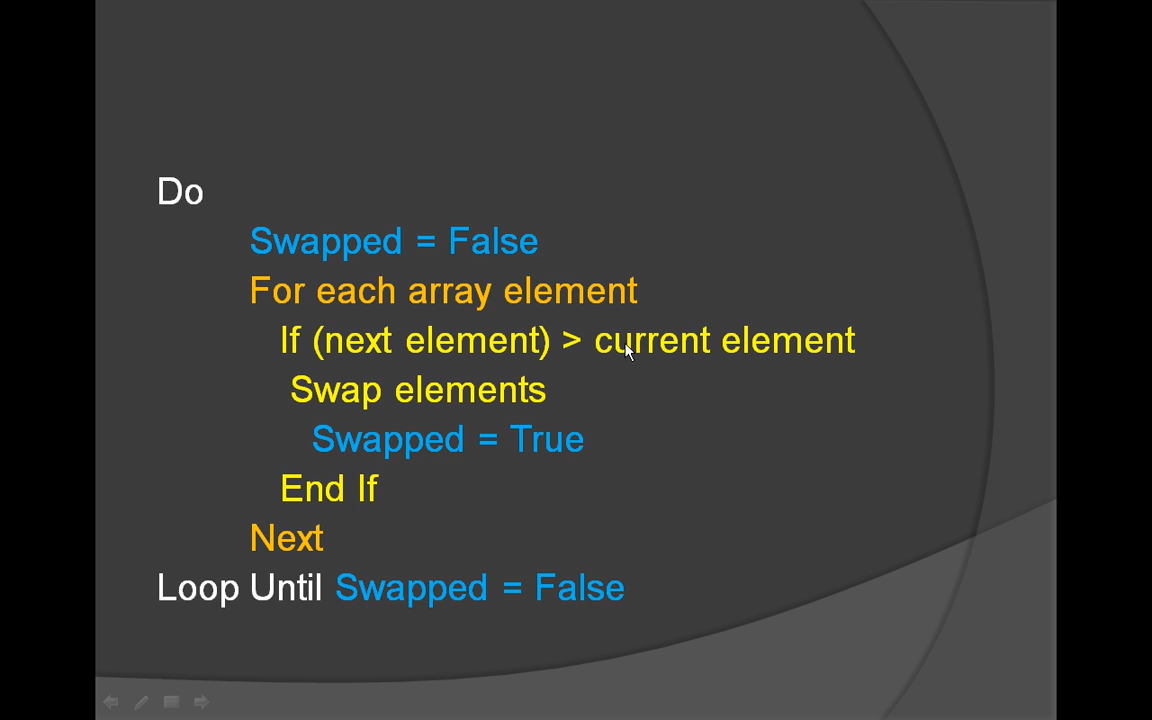 Do
Swapped = False
For each array element
If (next element) > current element
Swap elements
Swapped = True
End If
Next
Loop Until Swapped = False